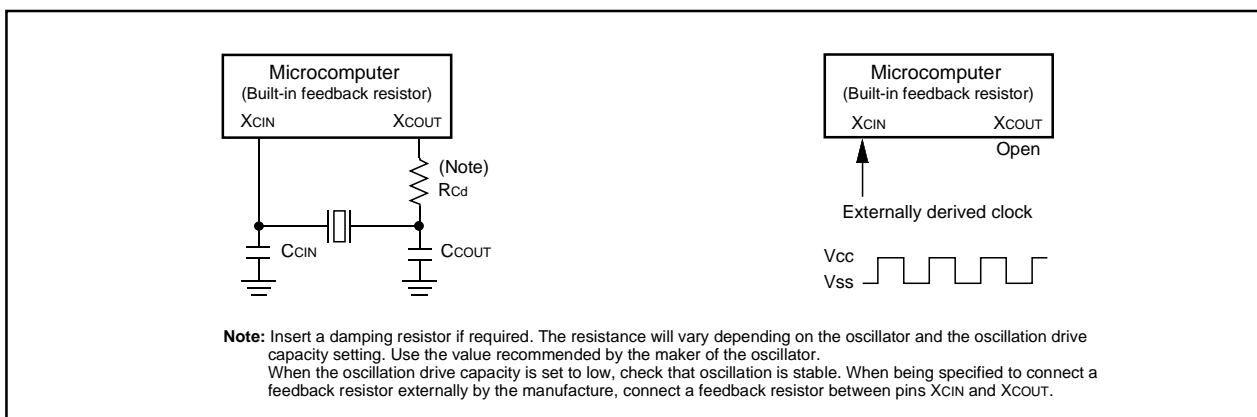 Microcomputer
(Built-in feedback resistor)
XCIN XCOUT
(Note)
RCd
CCIN CCOUT
Microcomputer
(Built-in feedback resistor)
XCIN XCOUT
Open
Externally derived clock
Vcc
Vss
Note: Insert a damping resistor if required. The resistance will vary depending on the oscillator and the oscillation drive
capacity setting. Use the value recommended by the maker of the oscillator.
When the oscillation drive capacity is set to low, check that oscillation is stable. When being specified to connect a
feedback resistor externally by the manufacture, connect a feedback resistor between pins XCIN and XCOUT.